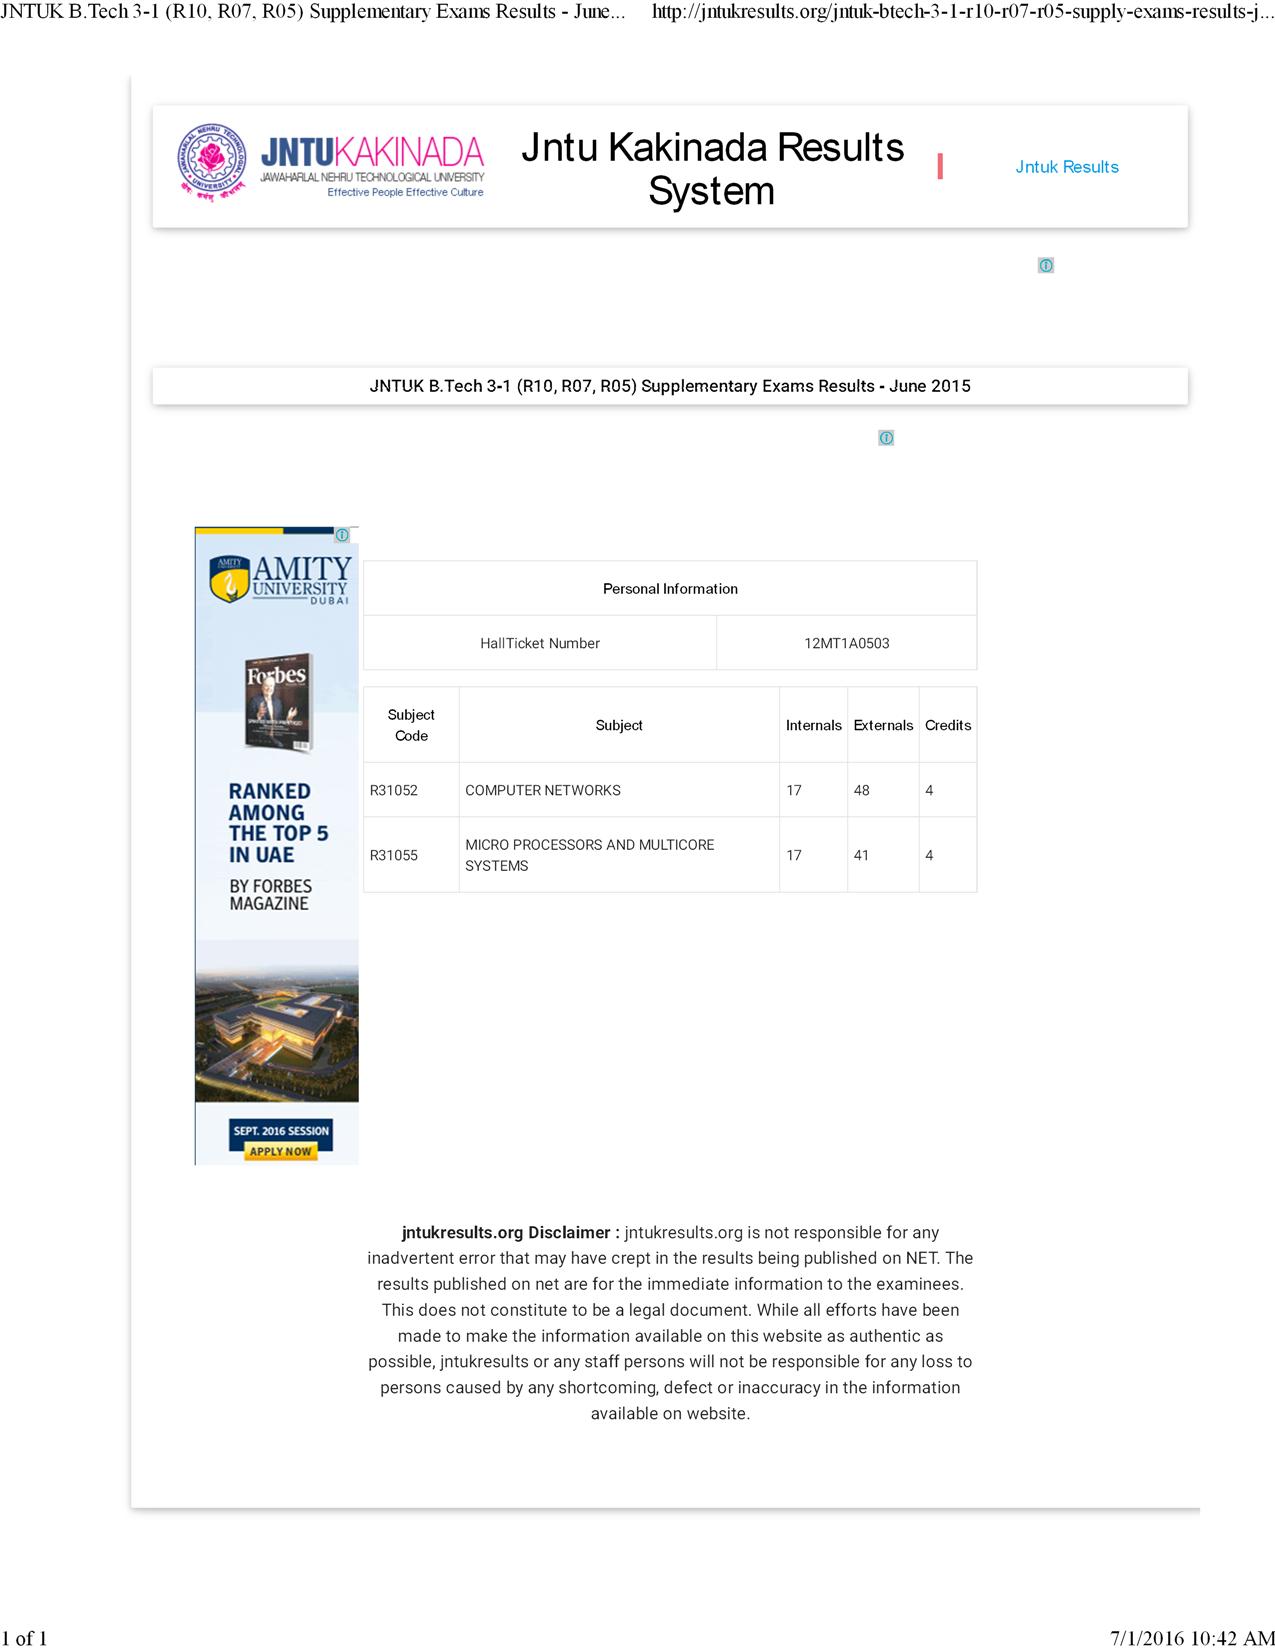 JNTUK B.Tech 3-1 (R10, R07, R05) Supplementary Exams Results - June... http://jntukresults.org/jntuk-btech-3-1-r10-r07-r05-supply-exams-results-j...
JNTUKAKINADA
JAWAHARLAL NEHRU TECHNOLOGICAL UNIVERSITY
Effective People Effective Culture
Jntu Kakinada Results
System
Jntuk Results
JNTUK B.Tech 3-1 (R10, R07, R05) Supplementary Exams Results - June 2015
AMITY
AMITY
UNIVERSITY
DUBAI
Forbes
RANKED
AMONG
THE TOP 5
IN UAE
BY FORBES
MAGAZINE
SEPT. 2016 SESSION
APPLY NOW
Personal Information
HallTicket Number 12MT1A0503
Subject Code Subject Internals Externals Credits
R31052 COMPUTER NETWORKS 17 48 4
R31055 MICRO PROCESSORS AND MULTICORE SYSTEMS 17 41 4
jntukresults.org Disclaimer : jntukresults.org is not responsible for any
inadvertent error that may have crept in the results being published on NET. The
results published on net are for the immediate information to the examinees.
This does not constitute to be a legal document. While all efforts have been
made to make the information available on this website as authentic as
possible, jntukresults or any staff persons will not be responsible for any loss to
persons caused by any shortcoming, defect or inaccuracy in the information
available on website.
1 of 1 7/1/2016 10:42 AM